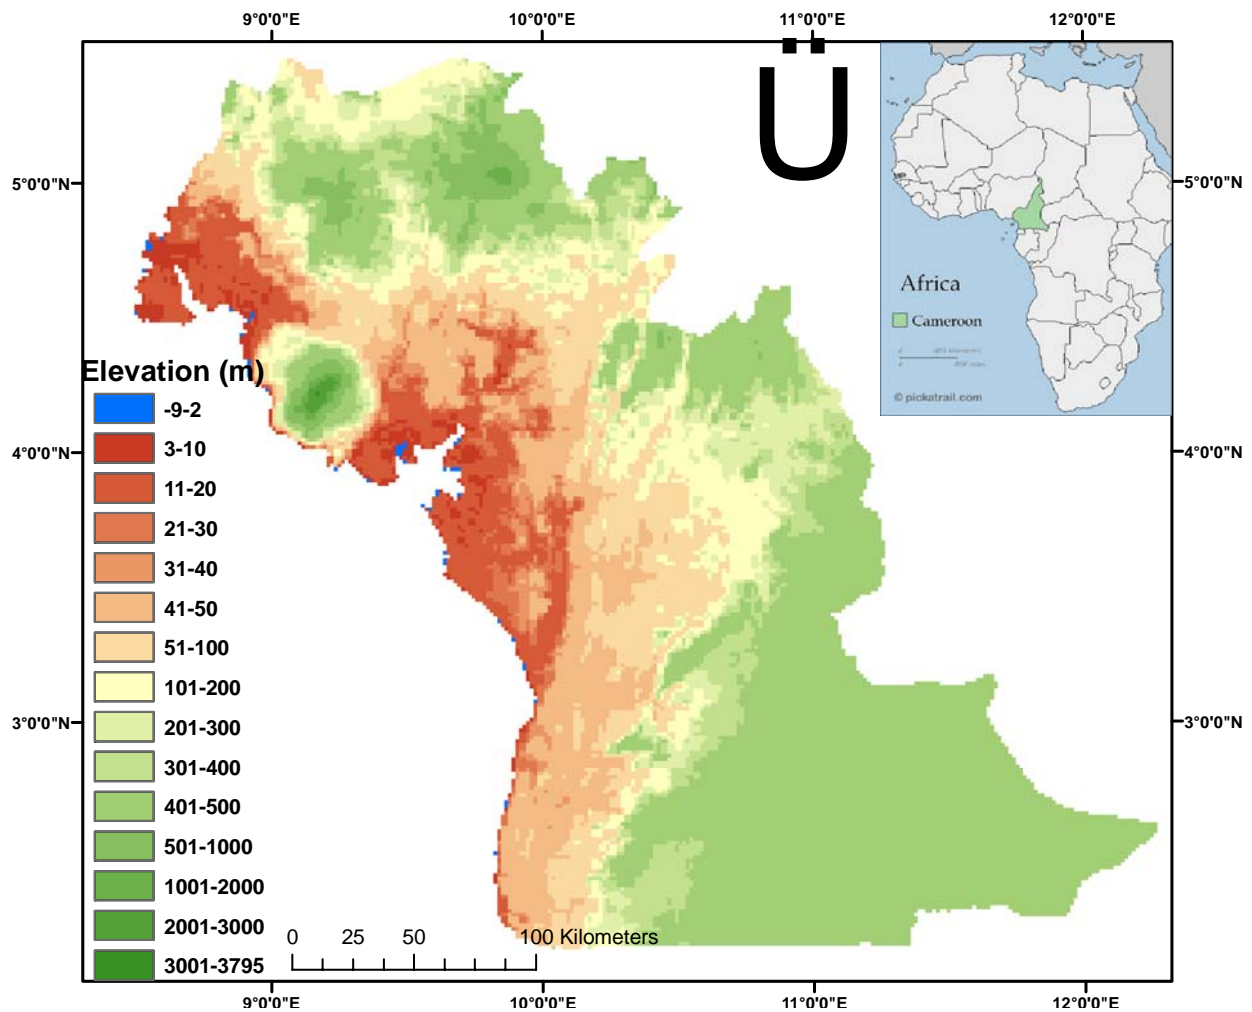 9°0'0"E 10°0'0"E 11°0'0"E 12°0'0"E
Ü
5°0'0"N 5°0'0"N
Africa
Cameroon
© pickatrail.com
Elevation (m)
-9-2
3-10
11-20
21-30
31-40
41-50
51-100
101-200
201-300
301-400
401-500
501-1000
1001-2000
2001-3000
3001-3795
4°0'0"N 4°0'0"N
3°0'0"N 3°0'0"N
0 25 50 100 Kilometers
9°0'0"E 10°0'0"E 11°0'0"E 12°0'0"E